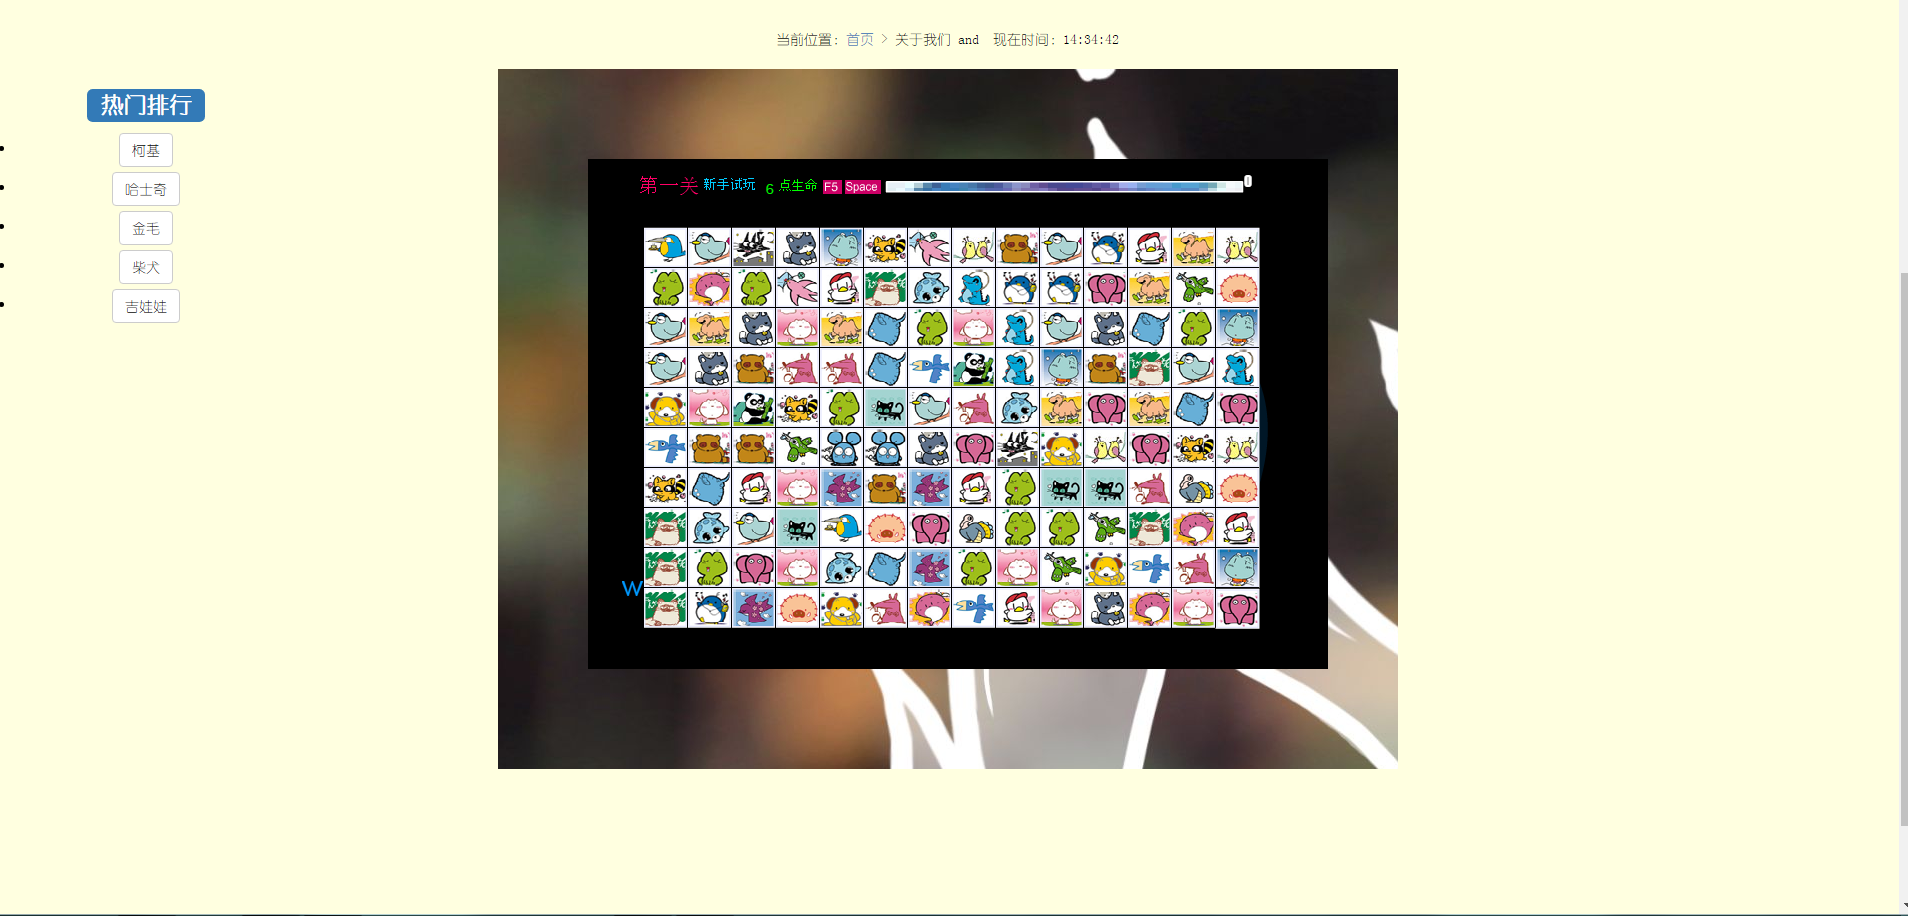 当前位置: 首页 > 关于我们 and 现在时间: 14:34:42
热门排行
柯基
哈士奇
金毛
柴犬
吉娃娃
第一关 新手试玩 6 点生命 F5 Space 0
W